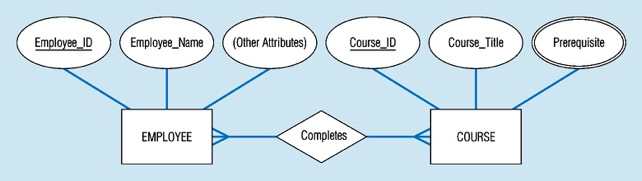 Employee_ID
Employee_Name
(Other Attributes)
Course_ID
Course_Title
Prerequisite
EMPLOYEE
Completes
COURSE